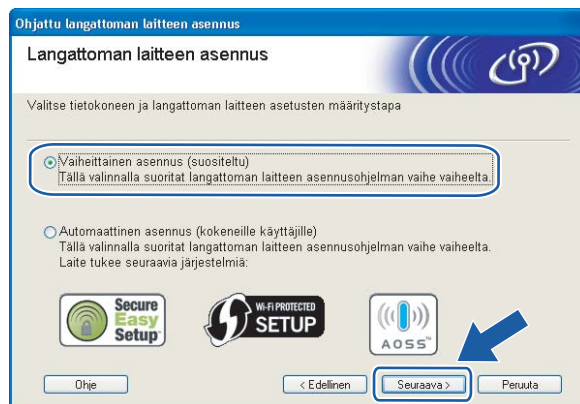 Ohjattu langattoman laitteen asennus
Langattoman laitteen asennus
Valitse tietokoneen ja langattoman laitteen asetusten määritystapa
Vaiheittainen asennus (suositeltu)
Tällä valinnalla suoritat langattoman laitteen asennusohjelman vaihe vaiheelta.
Automaattinen asennus (kokeneille käyttäjille)
Tällä valinnalla suoritat langattoman laitteen asennusohjelman vaihe vaiheelta.
Laite tukee seuraavia järjestelmiä:
Secure
Easy
Setup™
Wi-Fi PROTECTED
SETUP
AOSS™
Ohje
< Edellinen
Seuraava >
Peruuta